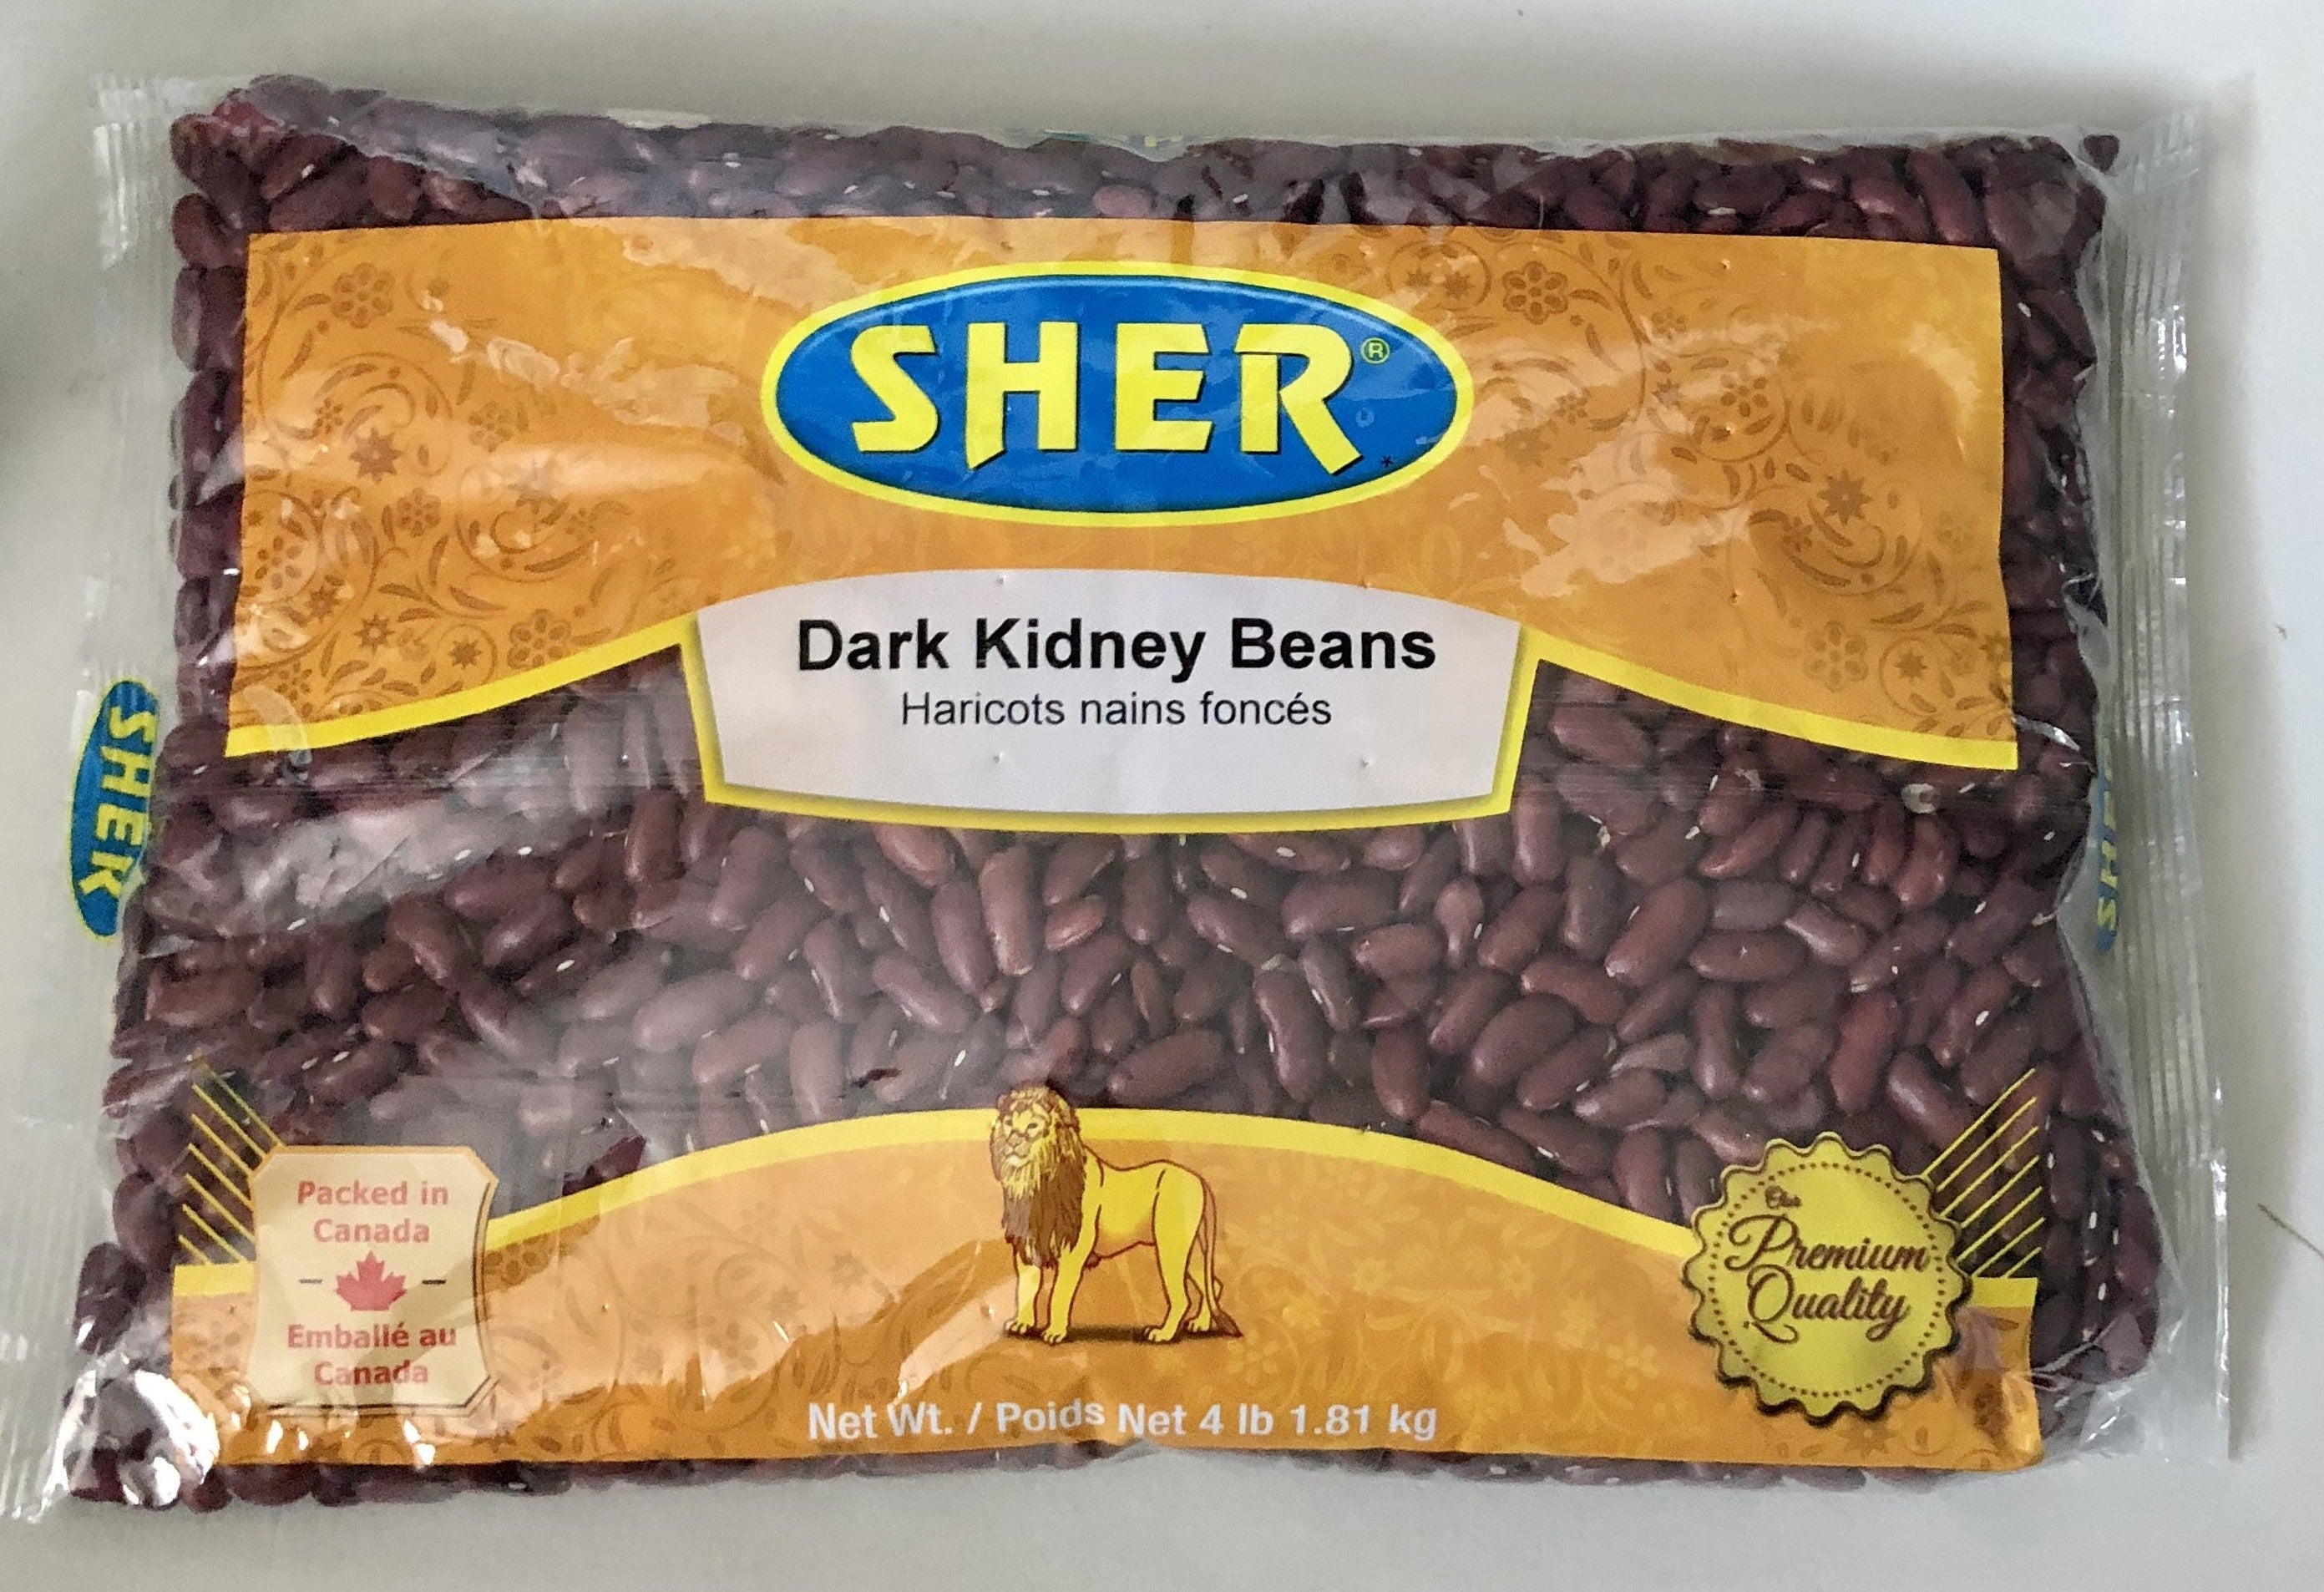 SHER®
Dark Kidney Beans
Haricots nains foncés
SHER
SHER
Packed in
Canada
Emballé au
Canada
Our
Premium
Quality
Net Wt. / Poids Net 4 lb 1.81 kg